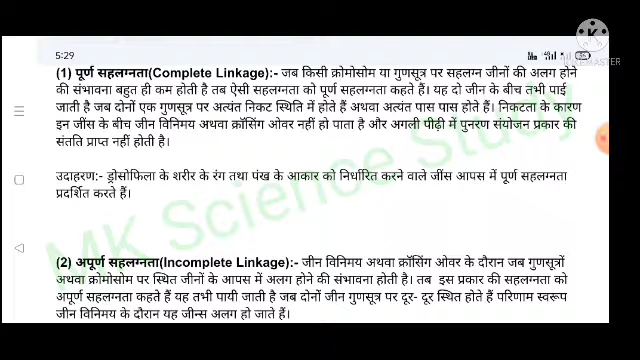 5:29
(1) पूर्ण सहलग्नता(Complete Linkage):- जब किसी क्रोमोसोम या गुणसूत्र पर सहलग्न जीनों की अलग होने
की संभावना बहुत ही कम होती है तब ऐसी सहलग्नता को पूर्ण सहलग्नता कहते हैं। यह दो जीन के बीच तभी पाई
जाती है जब दोनों एक गुणसूत्र पर अत्यंत निकट स्थिति में होते हैं अथवा अत्यंत पास पास होते हैं। निकटता के कारण
इन जींस के बीच जीन विनिमय अथवा क्रॉसिंग ओवर नहीं हो पाता है और अगली पीढ़ी में पुनरण संयोजन प्रकार की
संतति प्राप्त नहीं होती है।
उदाहरण:- ड्रोसोफिला के शरीर के रंग तथा पंख के आकार को निर्धारित करने वाले जींस आपस में पूर्ण सहलग्नता
प्रदर्शित करते हैं।
(2) अपूर्ण सहलग्नता(Incomplete Linkage):- जीन विनिमय अथवा क्रॉसिंग ओवर के दौरान जब गुणसूत्रों
अथवा क्रोमोसोम पर स्थित जीनों के आपस में अलग होने की संभावना होती है। तब इस प्रकार की सहलग्नता को
अपूर्ण सहलग्नता कहते हैं यह तभी पायी जाती है जब दोनों जीन गुणसूत्र पर दूर- दूर स्थित होते हैं परिणाम स्वरूप
जीन विनिमय के दौरान यह जीन्स अलग हो जाते हैं।
MK Science Study